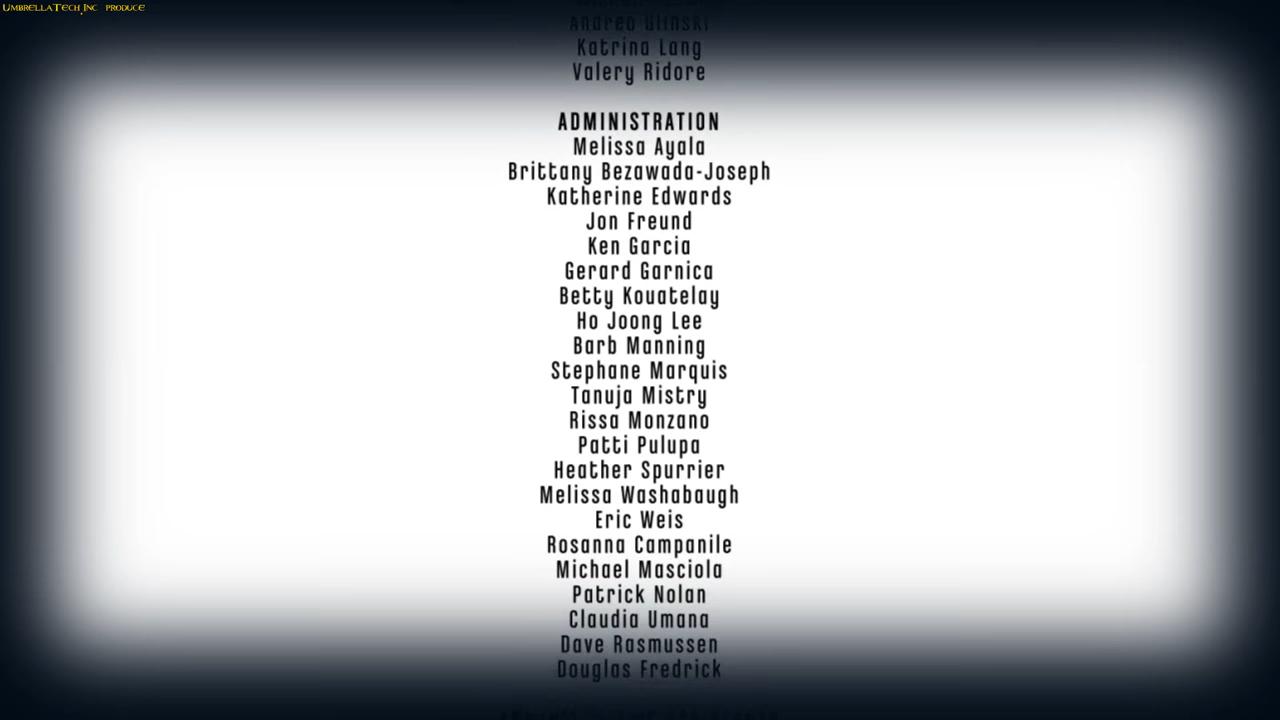 UmbrellaTech.Inc produce
Katrina Lang
Valery Ridore
ADMINISTRATION
Melissa Ayala
Brittany Bezawada-Joseph
Katherine Edwards
Jon Freund
Ken Garcia
Gerard Garnica
Betty Kouatelay
Ho Joong Lee
Barb Manning
Stephane Marquis
Tanuja Mistry
Rissa Monzano
Patti Pulupa
Heather Spurrier
Melissa Washabaugh
Eric Weis
Rosanna Campanile
Michael Masciola
Patrick Nolan
Claudia Umana
Dave Rasmussen
Douglas Fredrick